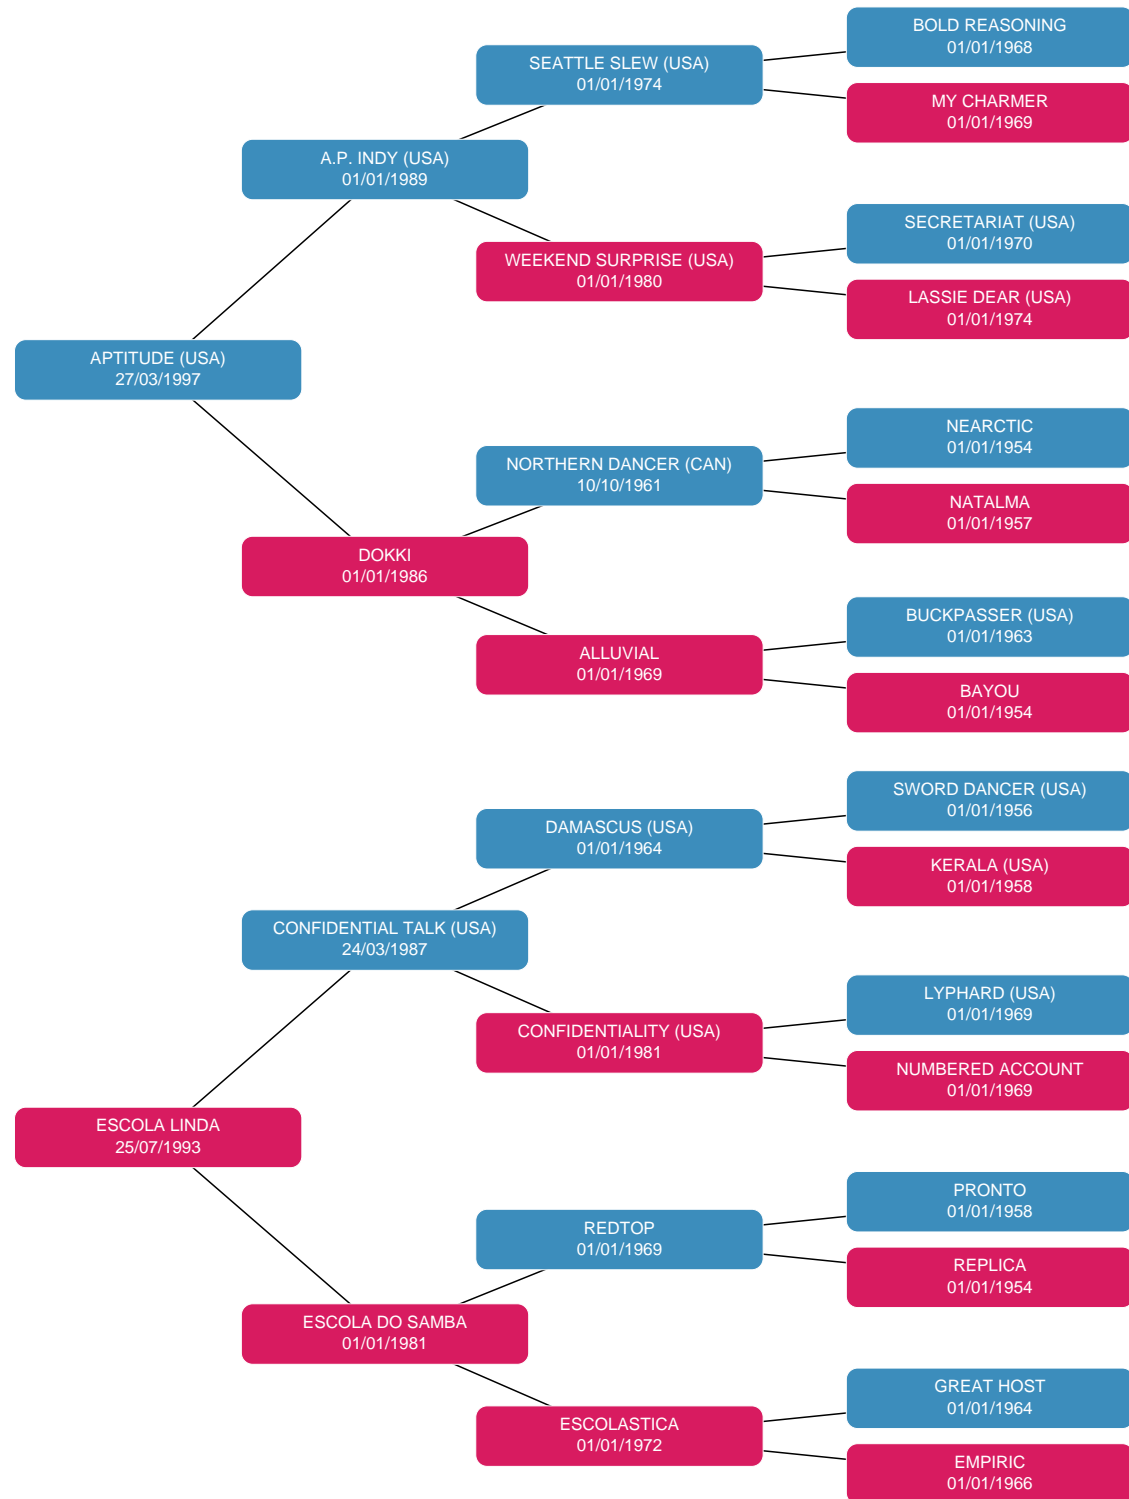 BOLD REASONING
01/01/1968
SEATTLE SLEW (USA)
01/01/1974
MY CHARMER
01/01/1969
A.P. INDY (USA)
01/01/1989
SECRETARIAT (USA)
01/01/1970
WEEKEND SURPRISE (USA)
01/01/1980
LASSIE DEAR (USA)
01/01/1974
APTITUDE (USA)
27/03/1997
NEARCTIC
01/01/1954
NORTHERN DANCER (CAN)
10/10/1961
NATALMA
01/01/1957
DOKKI
01/01/1986
BUCKPASSER (USA)
01/01/1963
ALLUVIAL
01/01/1969
BAYOU
01/01/1954
SWORD DANCER (USA)
01/01/1956
DAMASCUS (USA)
01/01/1964
KERALA (USA)
01/01/1958
CONFIDENTIAL TALK (USA)
24/03/1987
LYPHARD (USA)
01/01/1969
CONFIDENTIALITY (USA)
01/01/1981
NUMBERED ACCOUNT
01/01/1969
ESCOLA LINDA
25/07/1993
PRONTO
01/01/1958
REDTOP
01/01/1969
REPLICA
01/01/1954
ESCOLA DO SAMBA
01/01/1981
GREAT HOST
01/01/1964
ESCOLASTICA
01/01/1972
EMPIRIC
01/01/1966